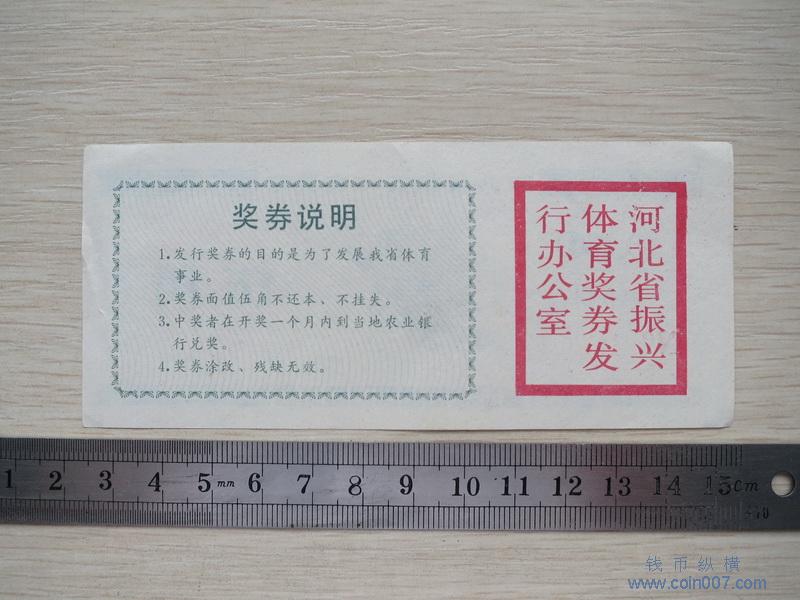 奖券说明
1.发行奖券的目的是为了发展我省体育
事业。
2.奖券面值伍角不还本、不挂失。
3.中奖者在开奖一个月内到当地农业银
行兑奖。
4.奖券涂改、残缺无效。
河北省振兴
体育奖券发
行办公室
1 2 3 4 5 mm 6 7 8 9 10 11 12 13 14 15cm
钱币纵横
www.coin007.com